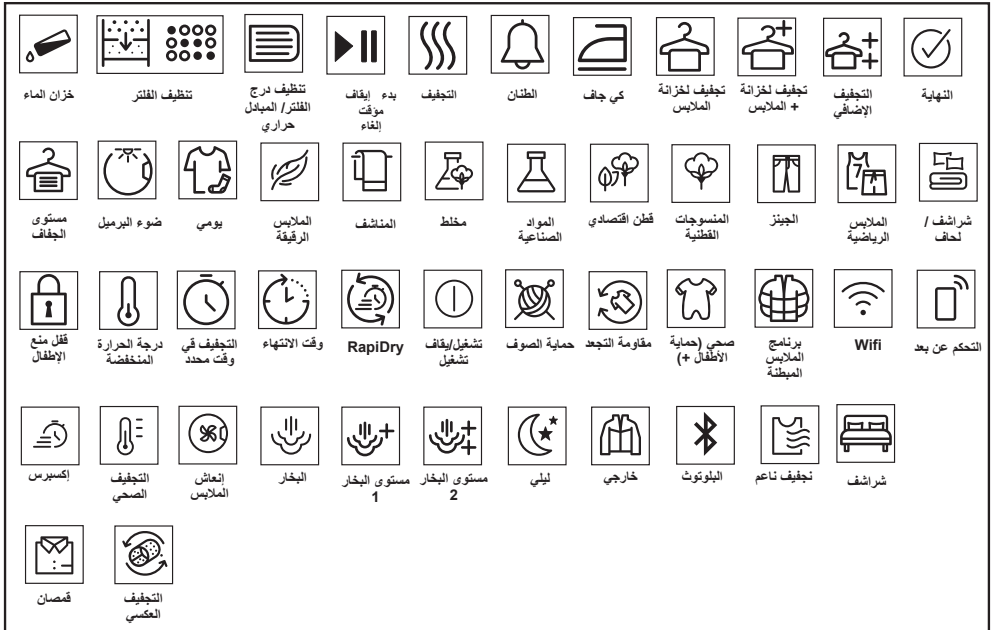 النهاية
التجفيف
الإضافي
تجفيف لخزانة
الملابس +
تجفيف لخزانة
الملابس
كي جاف
الطنان
التجفيف
بدء إيقاف
مؤقت
إلغاء
تنظيف درج
الفلتر/ المبادل
حراري
تنظيف الفلتر
خزان الماء
شراشف /
لحاف
الملابس
الرياضية
الجينز
المنسوجات
القطنية
قطن اقتصادي
المواد
الصناعية
مخلط
المناشف
الملابس
الرقيقة
يومي
ضوء البرميل
مستوى
الجفاف
7
التحكم عن بعد
Wifi
برنامج
الملابس
المبطنة
صحي (حماية
الأطفال +)
مقاومة التجعد
حماية الصوف
تشغيل/يقاف
تشغيل
RapiDry
وقت الانتهاء
التجفيف قي
وقت محدد
درجة الحرارة
المنخفضة
قفل منع
الإطفال
شراشف
نجفيف ناعم
البلوتوث
خارجي
ليلي
مستوى البخار
2
مستوى البخار
1
البخار
إنعاش
الملابس
التجفيف
الصحي
إكسبرس
التجفيف
العكسي
قمصان